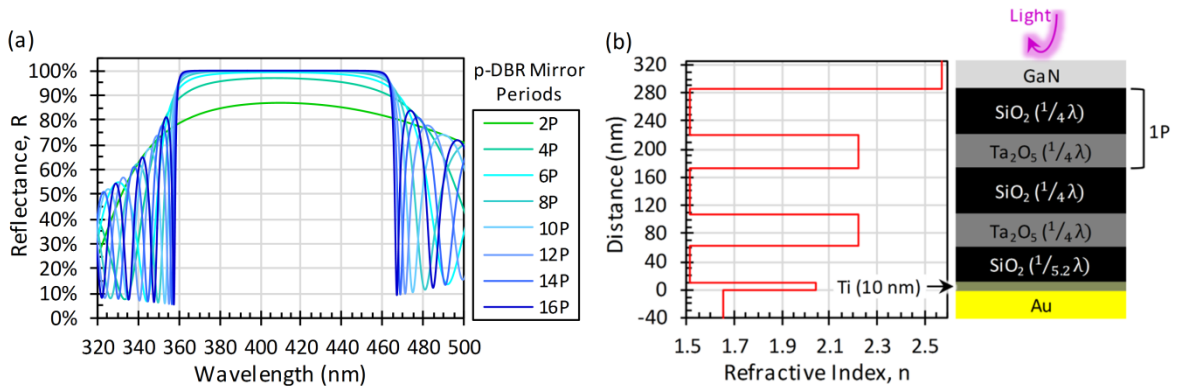 (a)
Reflectance, R
100%
90%
80%
70%
60%
50%
40%
30%
20%
10%
0%
320 340 360 380 400 420 440 460 480 500
Wavelength (nm)
p-DBR Mirror
Periods
2P
4P
6P
8P
10P
12P
14P
16P
(b)
Distance (nm)
320
280
240
200
160
120
80
40
0
-40
1.5 1.7 1.9 2.1 2.3 2.5
Refractive Index, n
Ti (10 nm)
Light
GaN
SiO₂ (¹/₄λ)
Ta₂O₅ (¹/₄λ)
SiO₂ (¹/₄λ)
Ta₂O₅ (¹/₄λ)
SiO₂ (¹/₅.₂λ)
Au
1P